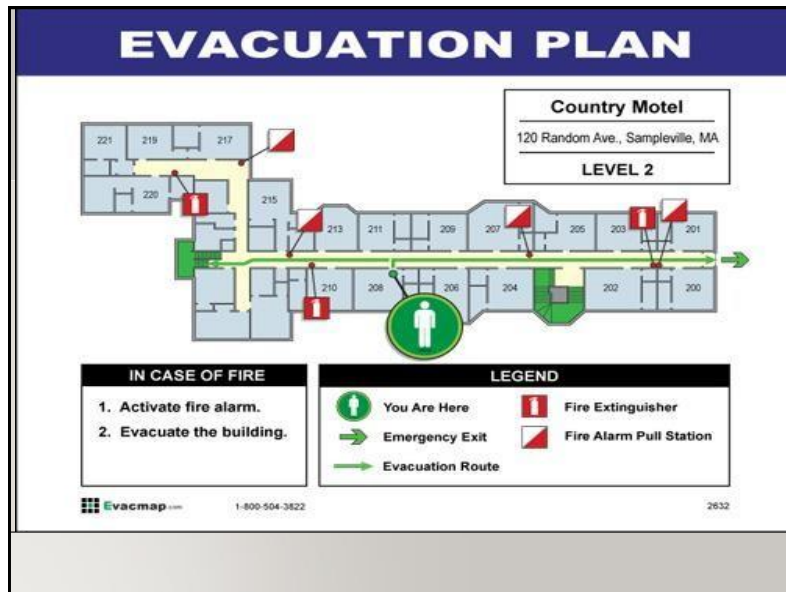 EVACUATION PLAN
Country Motel
120 Random Ave., Sampleville, MA
LEVEL 2
221 219 217
220
215
213 211 209 207 205 203 201
210 208 206 204 202 200
IN CASE OF FIRE
1. Activate fire alarm.
2. Evacuate the building.
LEGEND
You Are Here
Fire Extinguisher
Emergency Exit
Fire Alarm Pull Station
Evacuation Route
Evacmap.com
1-800-504-3822
2632